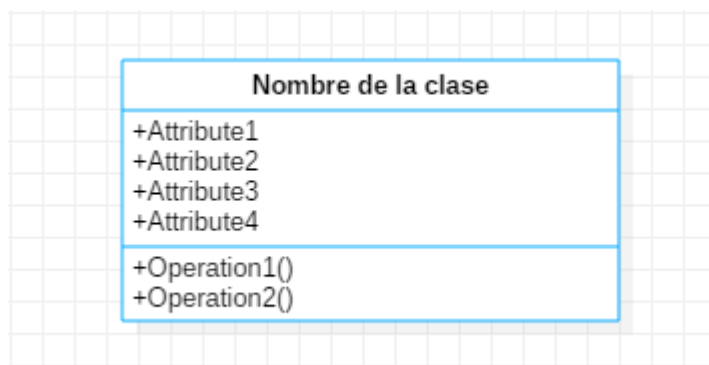 Nombre de la clase
+Attribute1
+Attribute2
+Attribute3
+Attribute4
+Operation1()
+Operation2()